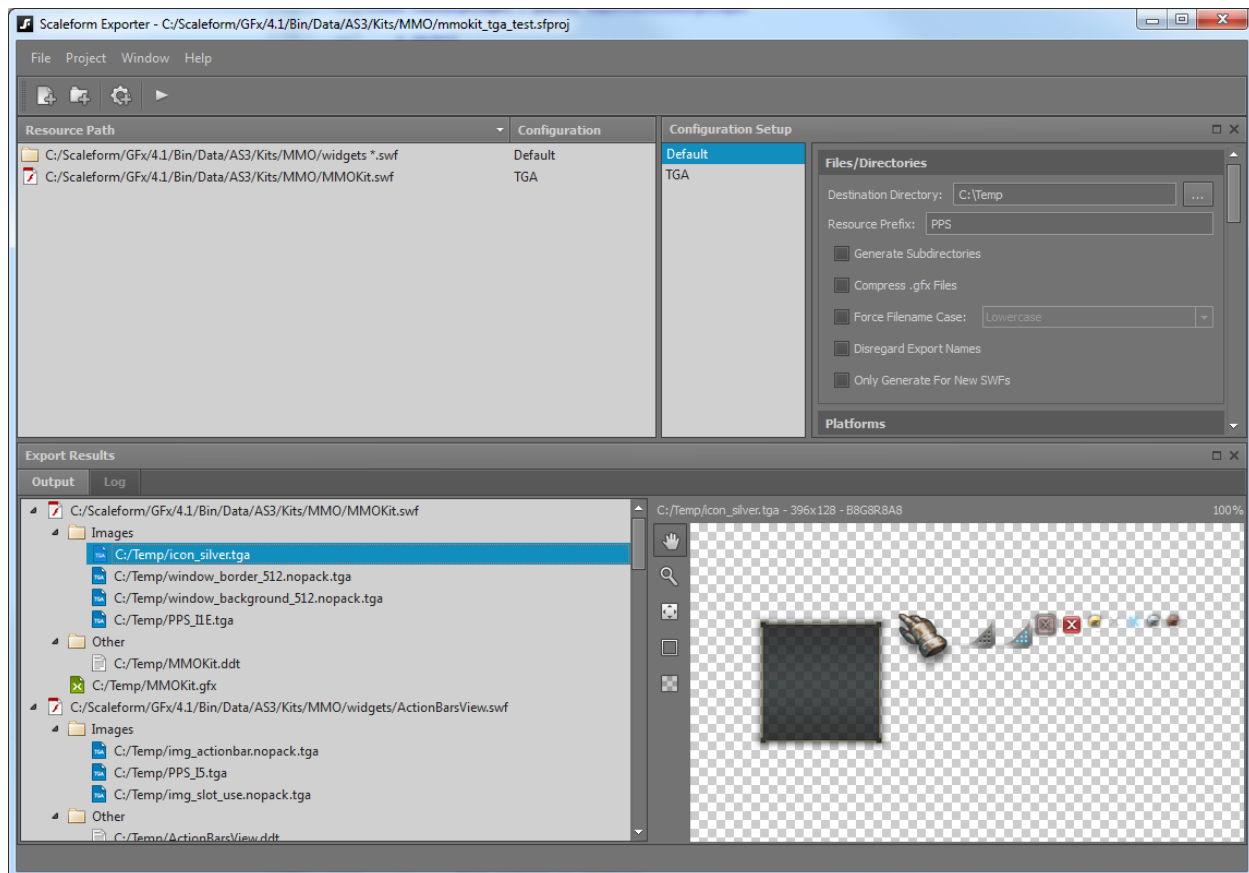 Scaleform Exporter - C:/Scaleform/GFx/4.1/Bin/Data/AS3/Kits/MMO/mmokit_tga_test.sfproj
File Project Window Help
Resource Path Configuration
C:/Scaleform/GFx/4.1/Bin/Data/AS3/Kits/MMO/widgets *.swf Default
C:/Scaleform/GFx/4.1/Bin/Data/AS3/Kits/MMO/MMOKit.swf TGA
Configuration Setup
Default
TGA
Files/Directories
Destination Directory: C:\Temp ...
Resource Prefix: PPS
Generate Subdirectories
Compress .gfx Files
Force Filename Case: Lowercase
Disregard Export Names
Only Generate For New SWFs
Platforms
Export Results
Output Log
C:/Scaleform/GFx/4.1/Bin/Data/AS3/Kits/MMO/MMOKit.swf
Images
C:/Temp/icon_silver.tga
C:/Temp/window_border_512.nopack.tga
C:/Temp/window_background_512.nopack.tga
C:/Temp/PPS_I1E.tga
Other
C:/Temp/MMOKit.ddt
C:/Temp/MMOKit.gfx
C:/Scaleform/GFx/4.1/Bin/Data/AS3/Kits/MMO/widgets/ActionBarsView.swf
Images
C:/Temp/img_actionbar.nopack.tga
C:/Temp/PPS_I5.tga
C:/Temp/img_slot_use.nopack.tga
Other
C:/Temp/ActionBarsView.ddt
C:/Temp/icon_silver.tga - 396x128 - B8G8R8A8 100%